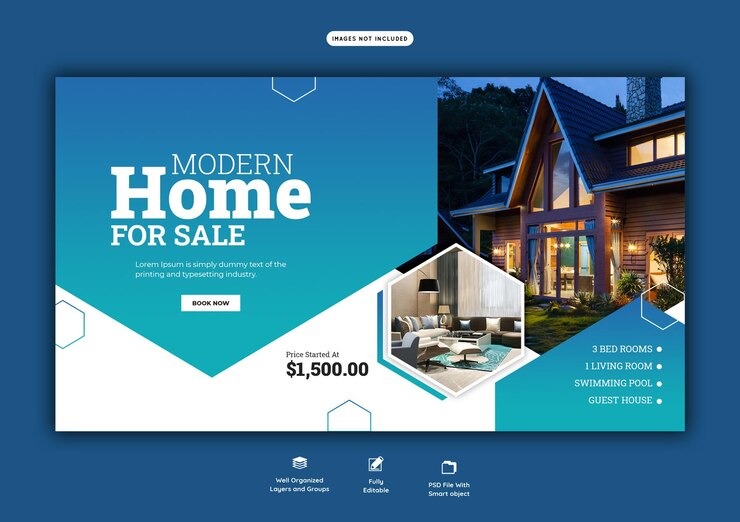 IMAGES NOT INCLUDED
MODERN
Home
FOR SALE
Lorem Ipsum is simply dummy text of the
printing and typesetting industry.
BOOK NOW
Price Started At
$1,500.00
3 BED ROOMS
1 LIVING ROOM
SWIMMING POOL
GUEST HOUSE
Well Organized
Layers and Groups
Fully
Editable
PSD File With
Smart object